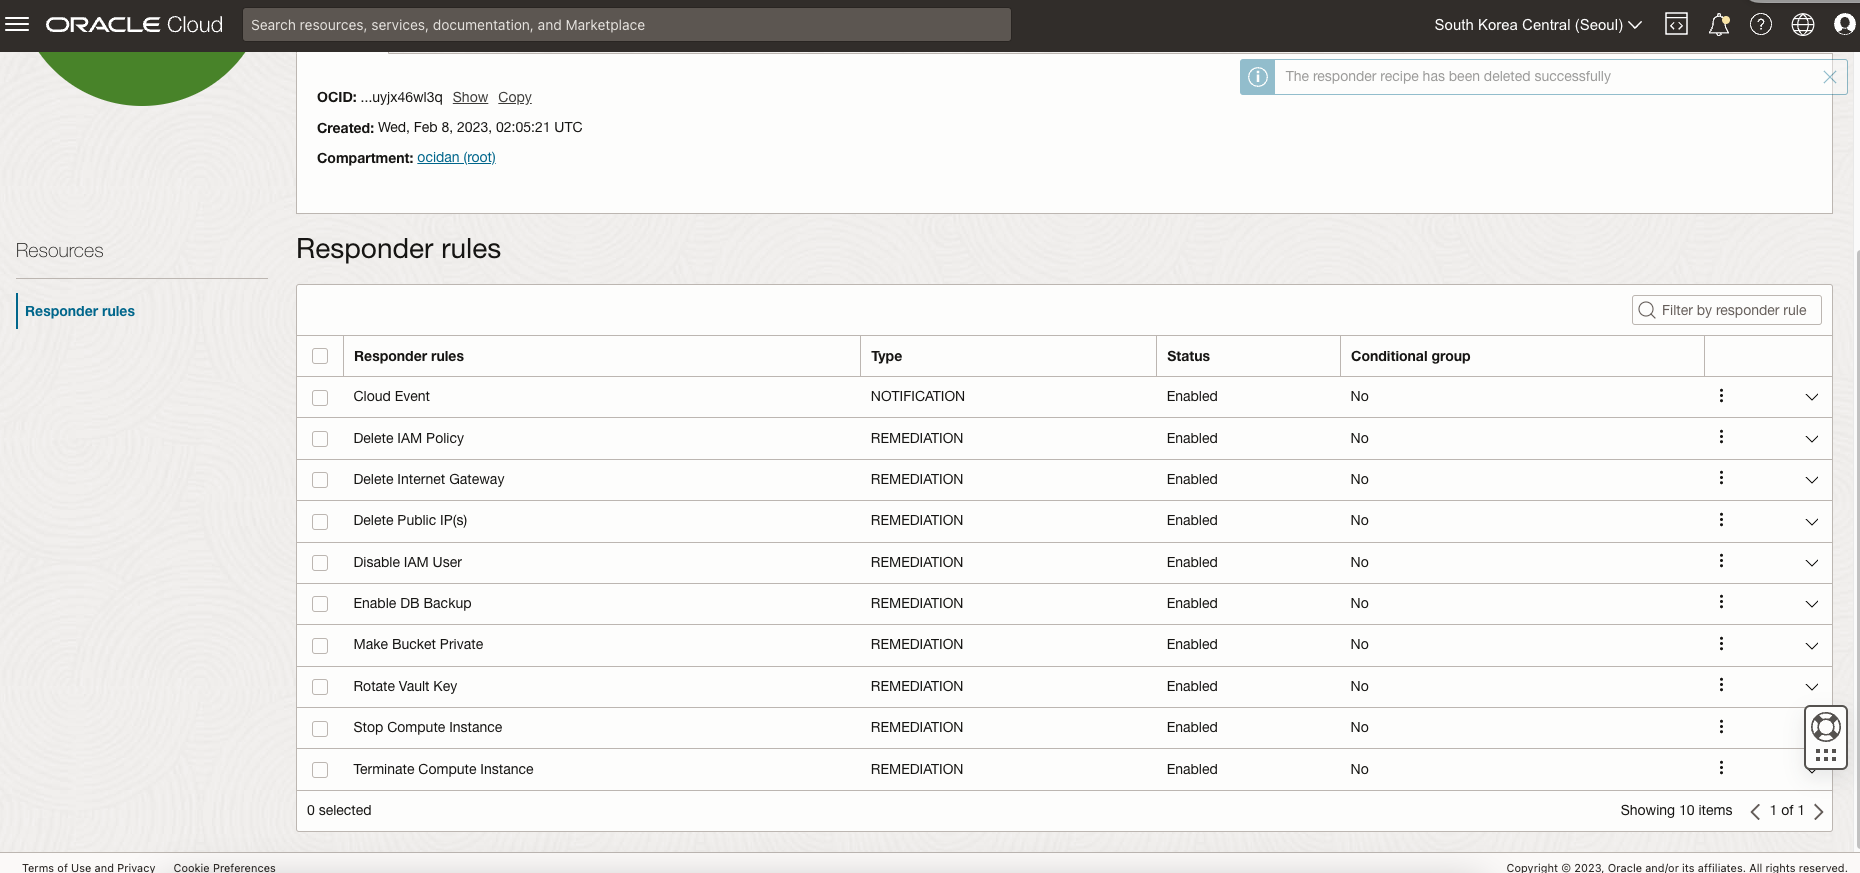 ORACLE Cloud
Search resources, services, documentation, and Marketplace
South Korea Central (Seoul)
The responder recipe has been deleted successfully
OCID: ...uyjx46wl3q Show Copy
Created: Wed, Feb 8, 2023, 02:05:21 UTC
Compartment: ocidan (root)
Resources
Responder rules
Responder rules
Filter by responder rule
Responder rules Type Status Conditional group
Cloud Event NOTIFICATION Enabled No
Delete IAM Policy REMEDIATION Enabled No
Delete Internet Gateway REMEDIATION Enabled No
Delete Public IP(s) REMEDIATION Enabled No
Disable IAM User REMEDIATION Enabled No
Enable DB Backup REMEDIATION Enabled No
Make Bucket Private REMEDIATION Enabled No
Rotate Vault Key REMEDIATION Enabled No
Stop Compute Instance REMEDIATION Enabled No
Terminate Compute Instance REMEDIATION Enabled No
0 selected
Showing 10 items 1 of 1
Terms of Use and Privacy Cookie Preferences
Copyright © 2023, Oracle and/or its affiliates. All rights reserved.